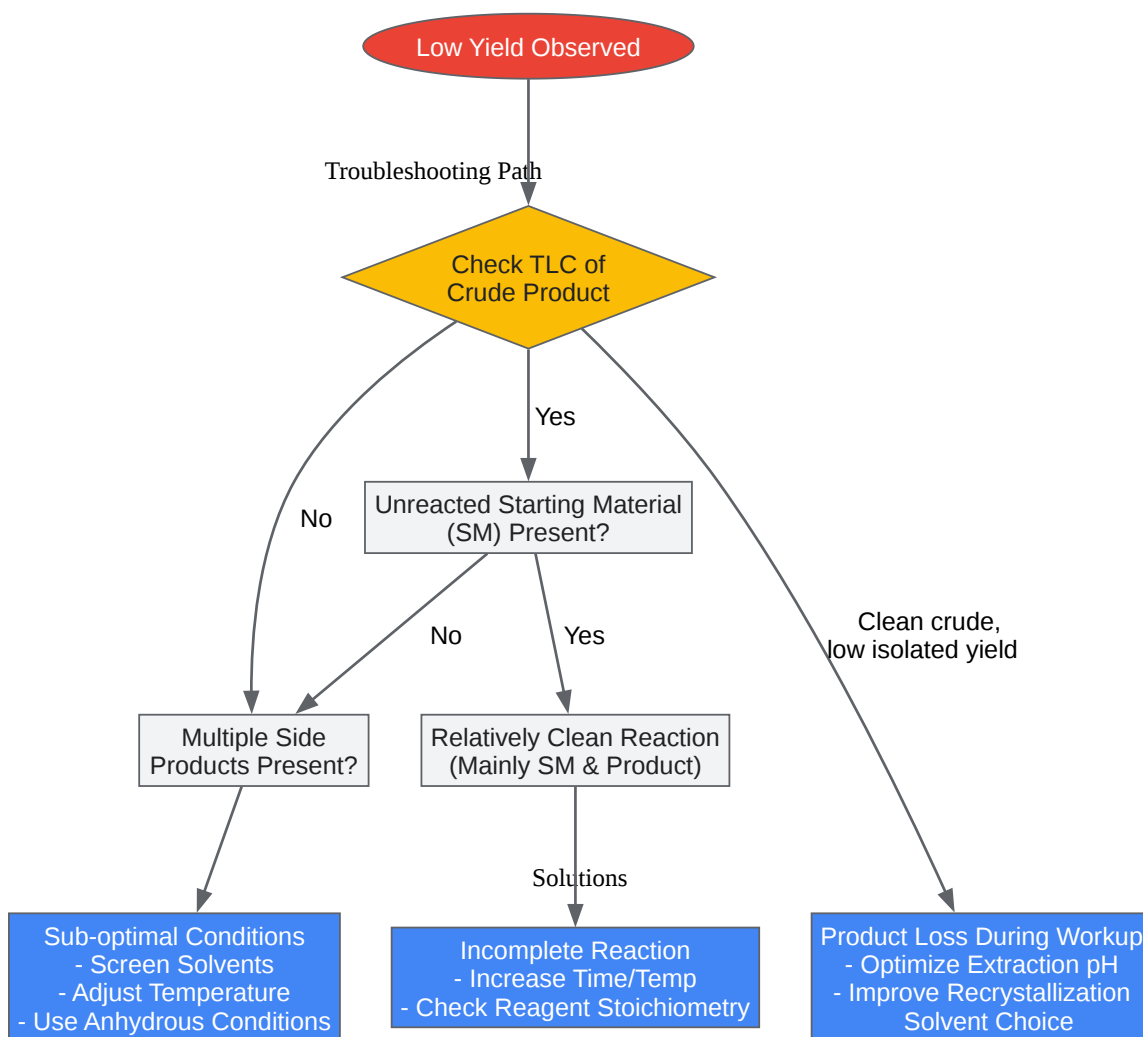 Low Yield Observed
Troubleshooting Path
Check TLC of
Crude Product
Yes
Unreacted Starting Material
(SM) Present?
No
No
Yes
Clean crude,
low isolated yield
Multiple Side
Products Present?
Relatively Clean Reaction
(Mainly SM & Product)
Solutions
Sub-optimal Conditions
- Screen Solvents
- Adjust Temperature
- Use Anhydrous Conditions
Incomplete Reaction
- Increase Time/Temp
- Check Reagent Stoichiometry
Product Loss During Workup
- Optimize Extraction pH
- Improve Recrystallization
Solvent Choice